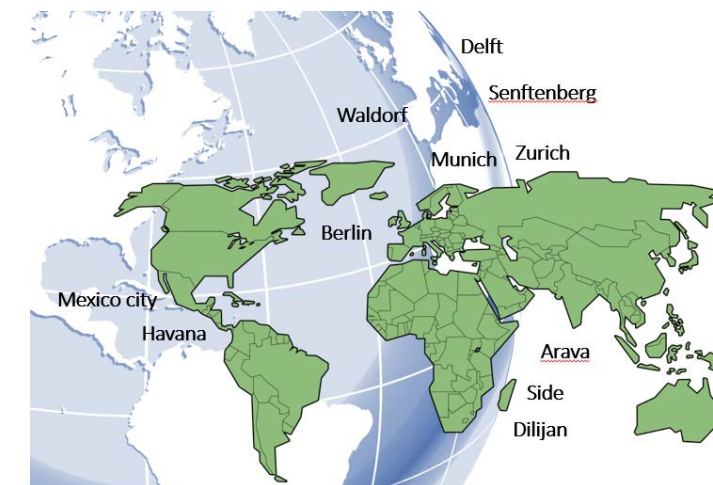 Delft
Senftenberg
Waldorf
Munich
Zurich
Berlin
Mexico city
Havana
Arava
Side
Dilijan